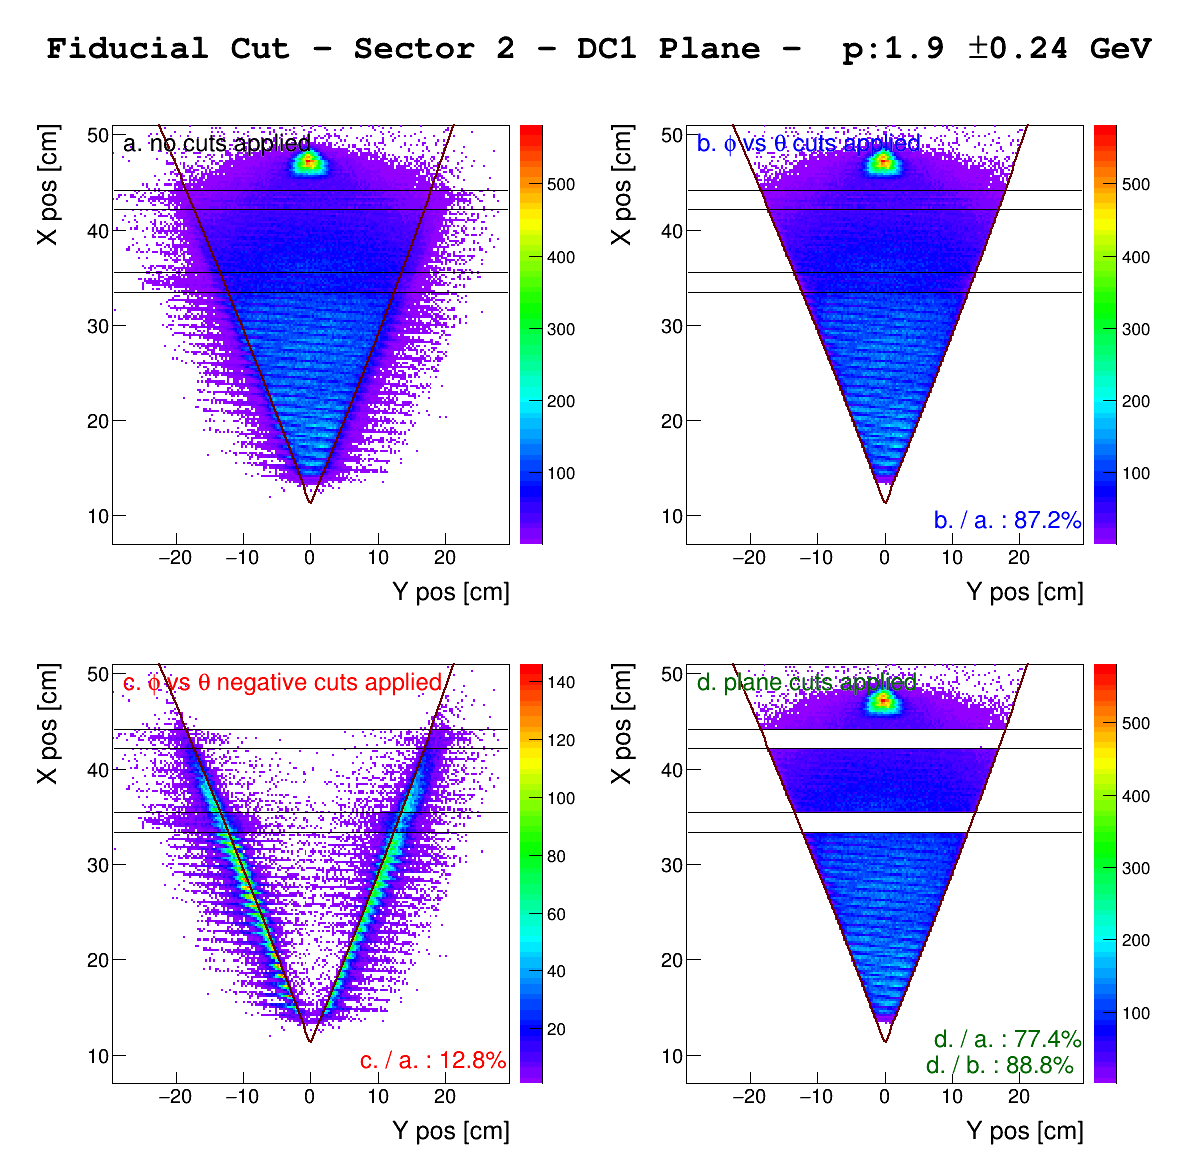 Fiducial Cut – Sector 2 – DC1 Plane – p:1.9 ±0.24 GeV
X pos [cm]
a. no cuts applied
50
40
30
20
10
−20 −10 0 10 20
Y pos [cm]
500
400
300
200
100
X pos [cm]
b. ϕ vs θ cuts applied
50
40
30
20
10
b. / a. : 87.2%
−20 −10 0 10 20
Y pos [cm]
500
400
300
200
100
X pos [cm]
c. ϕ vs θ negative cuts applied
50
40
30
20
10
c. / a. : 12.8%
−20 −10 0 10 20
Y pos [cm]
140
120
100
80
60
40
20
X pos [cm]
d. plane cuts applied
50
40
30
20
10
d. / a. : 77.4%
d. / b. : 88.8%
−20 −10 0 10 20
Y pos [cm]
500
400
300
200
100